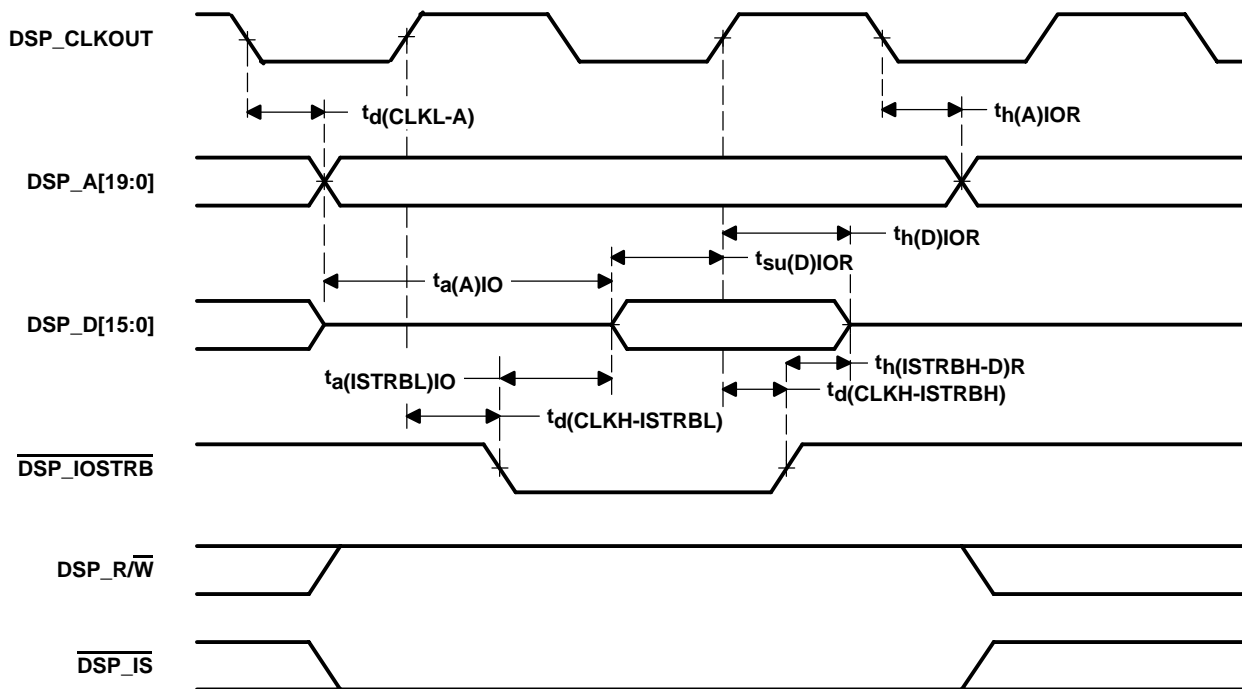 DSP_CLKOUT
td(CLKL-A)
th(A)IOR
DSP_A[19:0]
th(D)IOR
tsu(D)IOR
ta(A)IO
DSP_D[15:0]
th(ISTRBH-D)R
ta(ISTRBL)IO
td(CLKH-ISTRBH)
td(CLKH-ISTRBL)
DSP_IOSTRB
DSP_R/W
DSP_IS